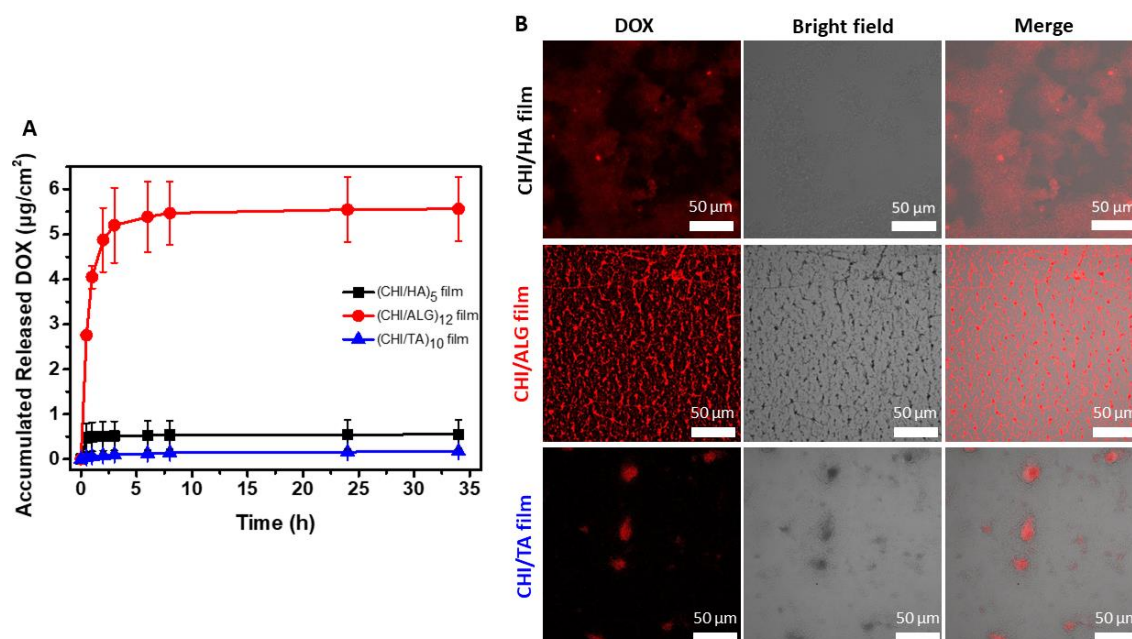 A
Accumulated Released DOX (µg/cm²)
6
5
4
3
2
1
0
(CHI/HA)5 film
(CHI/ALG)12 film
(CHI/TA)10 film
0 5 10 15 20 25 30 35
Time (h)
B
DOX Bright field Merge
CHI/HA film
50 µm 50 µm 50 µm
CHI/ALG film
50 µm 50 µm 50 µm
CHI/TA film
50 µm 50 µm 50 µm